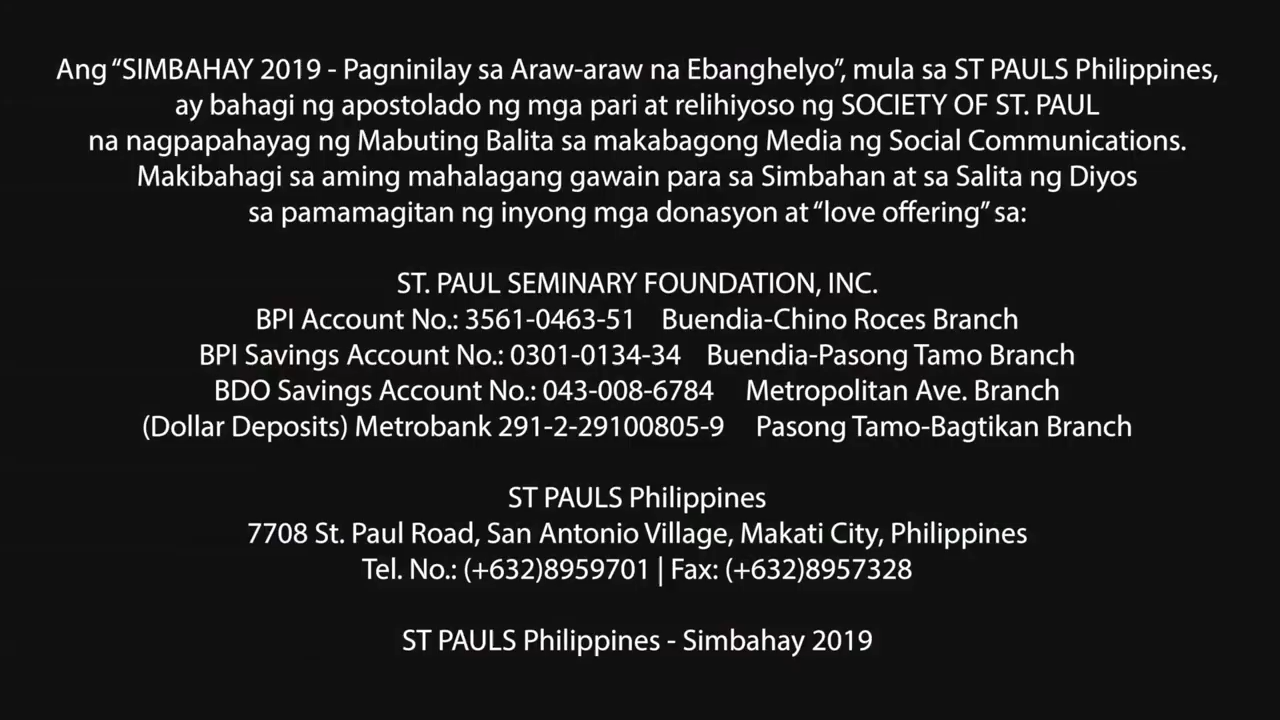 Ang “SIMBAHAY 2019 - Pagninilay sa Araw-araw na Ebanghelyo”, mula sa ST PAULS Philippines,
ay bahagi ng apostolado ng mga pari at relihiyoso ng SOCIETY OF ST. PAUL
na nagpapahayag ng Mabuting Balita sa makabagong Media ng Social Communications.
Makibahagi sa aming mahalagang gawain para sa Simbahan at sa Salita ng Diyos
sa pamamagitan ng inyong mga donasyon at “love offering” sa:
ST. PAUL SEMINARY FOUNDATION, INC.
BPI Account No.: 3561-0463-51 Buendia-Chino Roces Branch
BPI Savings Account No.: 0301-0134-34 Buendia-Pasong Tamo Branch
BDO Savings Account No.: 043-008-6784 Metropolitan Ave. Branch
(Dollar Deposits) Metrobank 291-2-29100805-9 Pasong Tamo-Bagtikan Branch
ST PAULS Philippines
7708 St. Paul Road, San Antonio Village, Makati City, Philippines
Tel. No.: (+632)8959701 | Fax: (+632)8957328
ST PAULS Philippines - Simbahay 2019